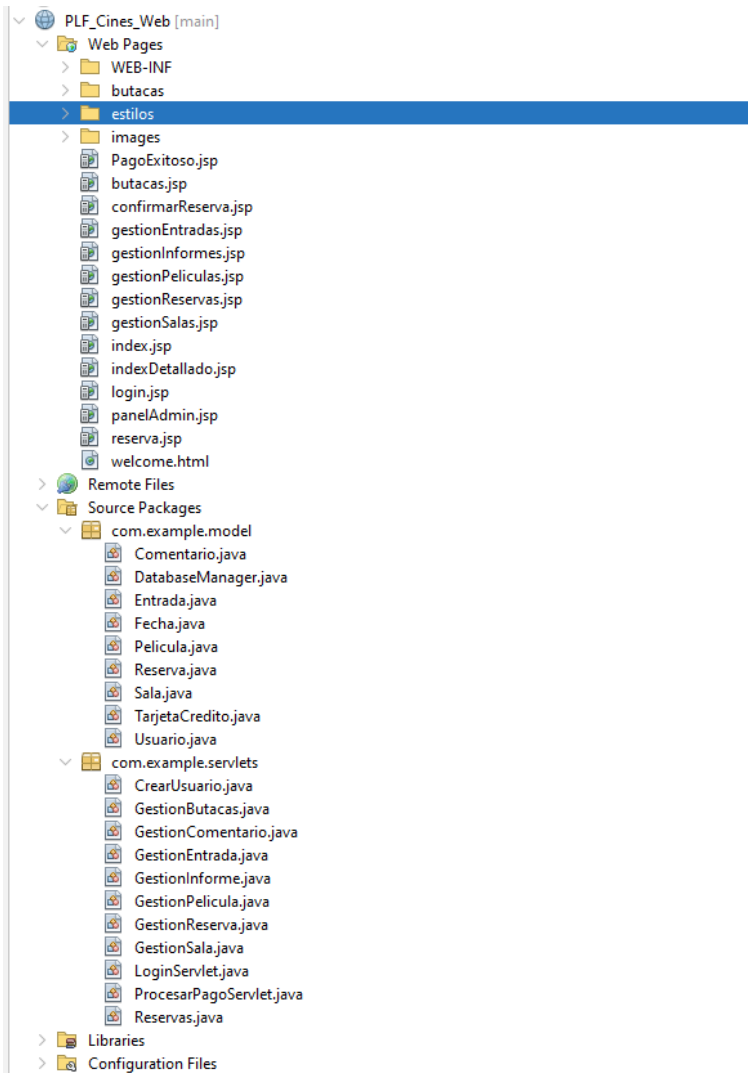 PLF_Cines_Web [main]
Web Pages
WEB-INF
butacas
estilos
images
PagoExitoso.jsp
butacas.jsp
confirmarReserva.jsp
gestionEntradas.jsp
gestionInformes.jsp
gestionPeliculas.jsp
gestionReservas.jsp
gestionSalas.jsp
index.jsp
indexDetallado.jsp
login.jsp
panelAdmin.jsp
reserva.jsp
welcome.html
Remote Files
Source Packages
com.example.model
Comentario.java
DatabaseManager.java
Entrada.java
Fecha.java
Pelicula.java
Reserva.java
Sala.java
TarjetaCredito.java
Usuario.java
com.example.servlets
CrearUsuario.java
GestionButacas.java
GestionComentario.java
GestionEntrada.java
GestionInforme.java
GestionPelicula.java
GestionReserva.java
GestionSala.java
LoginServlet.java
ProcesarPagoServlet.java
Reservas.java
Libraries
Configuration Files